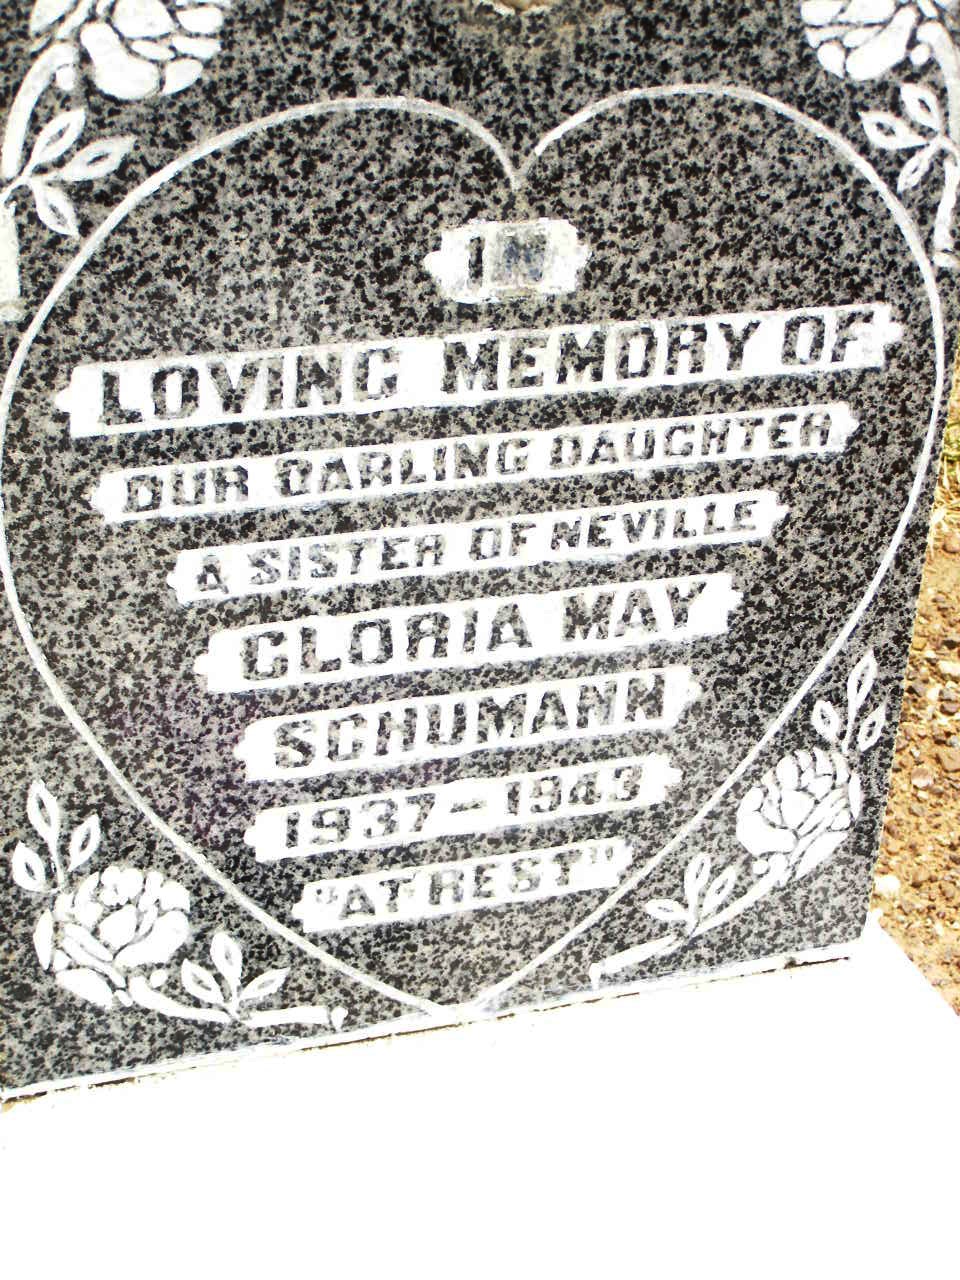 IN
LOVING MEMORY OF
OUR DARLING DAUGHTER
& SISTER OF NEVILLE
GLORIA MAY
SCHUMANN
1937 - 1943
"AT REST"